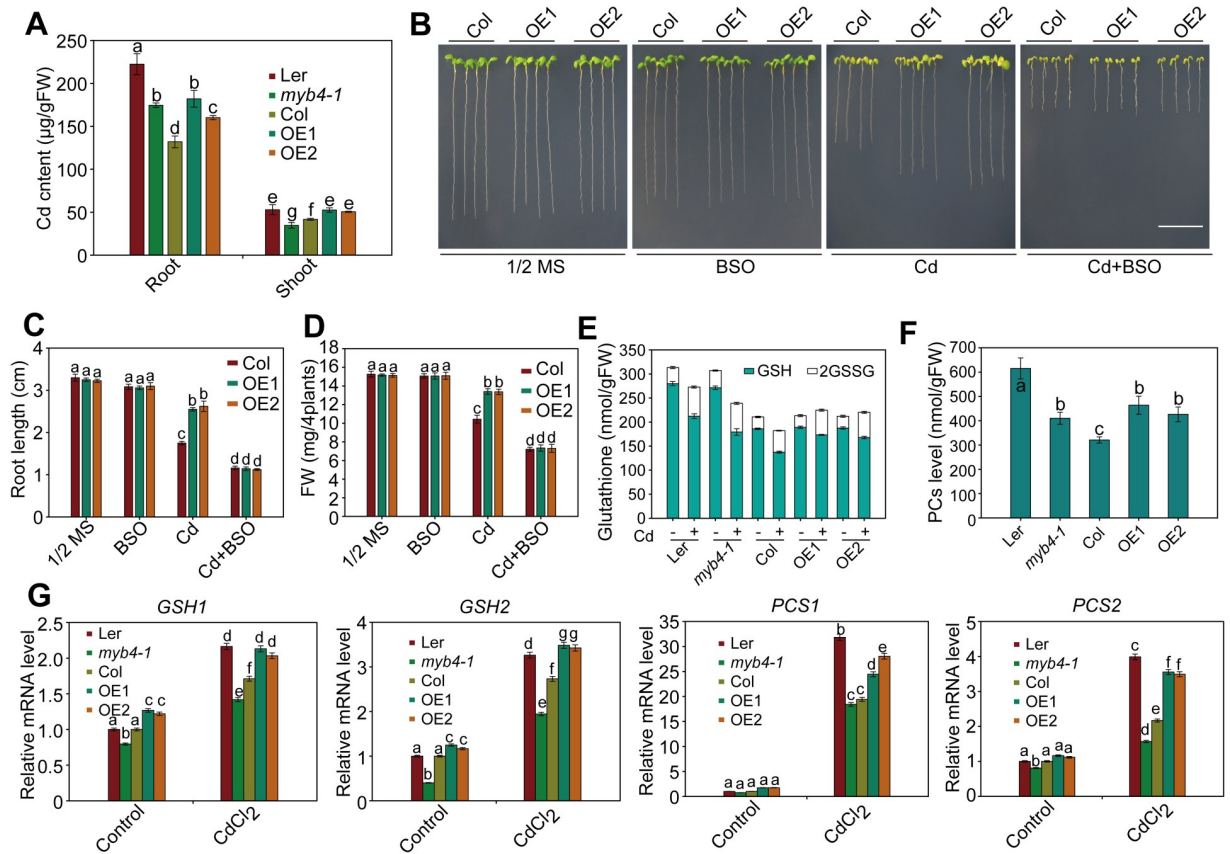 A
Cd cntent (µg/gFW)
250
200
150
100
50
0
a
b
d
b
c
e
g
f
e
e
Ler
myb4-1
Col
OE1
OE2
Root
Shoot
B
Col OE1 OE2 Col OE1 OE2 Col OE1 OE2 Col OE1 OE2
1/2 MS BSO Cd Cd+BSO
C
Root length (cm)
4
3
2
1
0
a a a a a a c b b d d d
Col
OE1
OE2
1/2 MS
BSO
Cd
Cd+BSO
D
FW (mg/4plants)
18
16
14
12
10
8
6
4
2
0
a a a a a a c b b d d d
Col
OE1
OE2
1/2 MS
BSO
Cd
Cd+BSO
E
Glutathione (nmol/gFW)
350
300
250
200
150
100
50
0
GSH 2GSSG
Cd - + - + - + - + - +
Ler
myb4-1
Col
OE1
OE2
F
PCs level (nmol/gFW)
700
600
500
400
300
200
100
0
a
b
c
b
b
Ler
myb4-1
Col
OE1
OE2
G
GSH1
Relative mRNA level
2.5
2.0
1.5
1.0
0.5
0
Ler
myb4-1
Col
OE1
OE2
a b a c c d e f d d
Control
CdCl2
GSH2
Relative mRNA level
4
3
2
1
0
Ler
myb4-1
Col
OE1
OE2
a b a c c d e f g g
Control
CdCl2
PCS1
Relative mRNA level
35
30
25
20
15
10
5
0
Ler
myb4-1
Col
OE1
OE2
a a a a a b c c d e
Control
CdCl2
PCS2
Relative mRNA level
5
4
3
2
1
0
Ler
myb4-1
Col
OE1
OE2
a b a a a c d e f f
Control
CdCl2